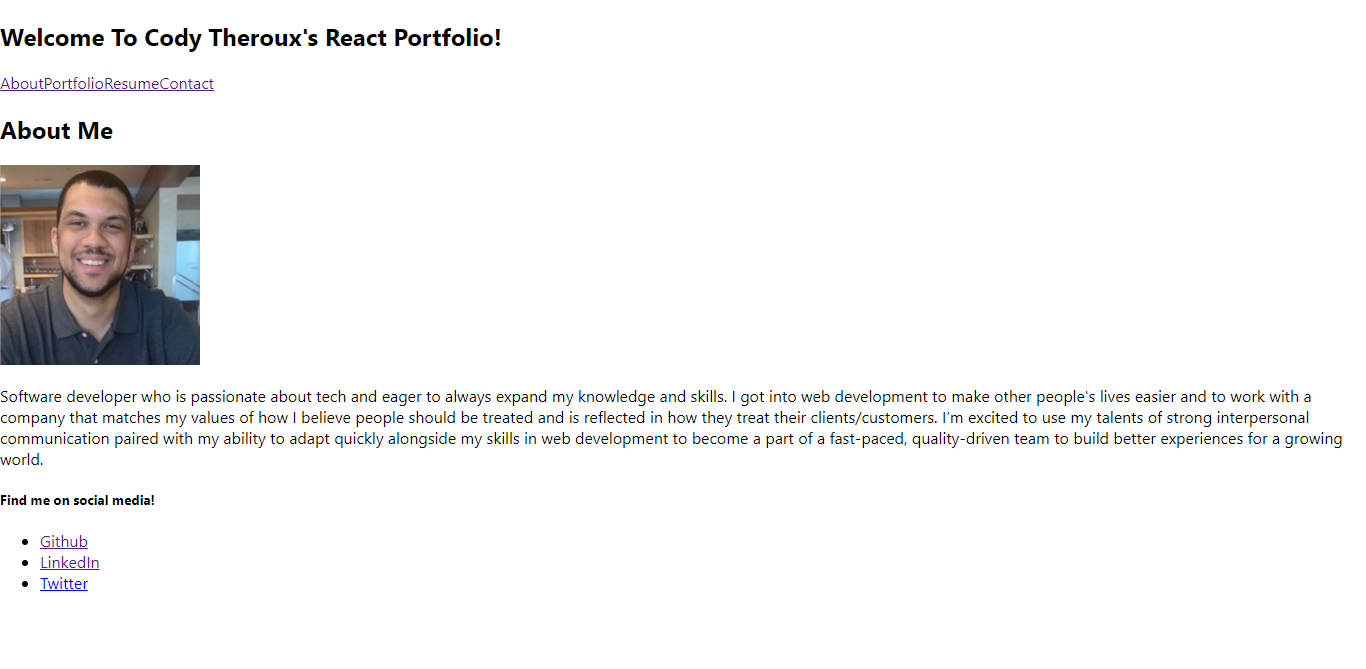 Welcome To Cody Theroux's React Portfolio!
AboutPortfolioResumeContact
About Me
Software developer who is passionate about tech and eager to always expand my knowledge and skills. I got into web development to make other people's lives easier and to work with a
company that matches my values of how I believe people should be treated and is reflected in how they treat their clients/customers. I’m excited to use my talents of strong interpersonal
communication paired with my ability to adapt quickly alongside my skills in web development to become a part of a fast-paced, quality-driven team to build better experiences for a growing
world.
Find me on social media!
Github
LinkedIn
Twitter